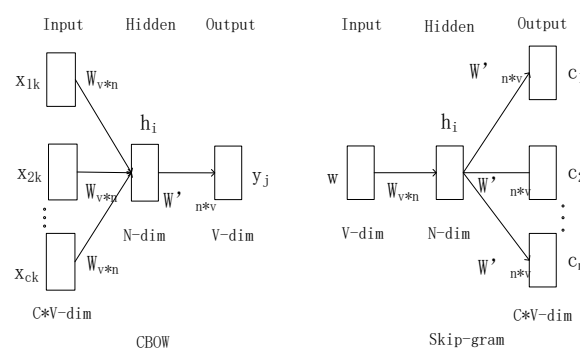 Input Hidden Output
x1k
Wv*n
hi
x2k
Wv*n
W’ n*v
yj
xck
Wv*n
N-dim
V-dim
C*V-dim
CBOW
Input Hidden Output
W’ n*v
c
hi
w
Wv*n
W’ n*v
c2
V-dim
N-dim
W’ n*v
c
C*V-dim
Skip-gram